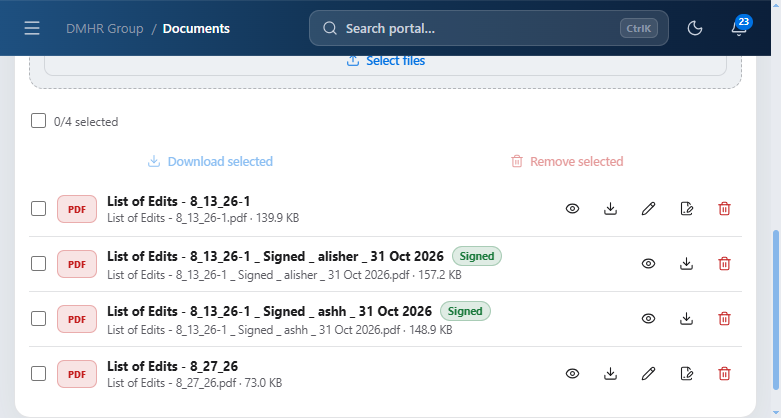 DMHR Group / Documents
Search portal...
CtrlK
23
Select files
0/4 selected
Download selected
Remove selected
PDF
List of Edits - 8_13_26-1
List of Edits - 8_13_26-1.pdf · 139.9 KB
PDF
List of Edits - 8_13_26-1 _ Signed _ alisher _ 31 Oct 2026
Signed
List of Edits - 8_13_26-1 _ Signed _ alisher _ 31 Oct 2026.pdf · 157.2 KB
PDF
List of Edits - 8_13_26-1 _ Signed _ ashh _ 31 Oct 2026
Signed
List of Edits - 8_13_26-1 _ Signed _ ashh _ 31 Oct 2026.pdf · 148.9 KB
PDF
List of Edits - 8_27_26
List of Edits - 8_27_26.pdf · 73.0 KB